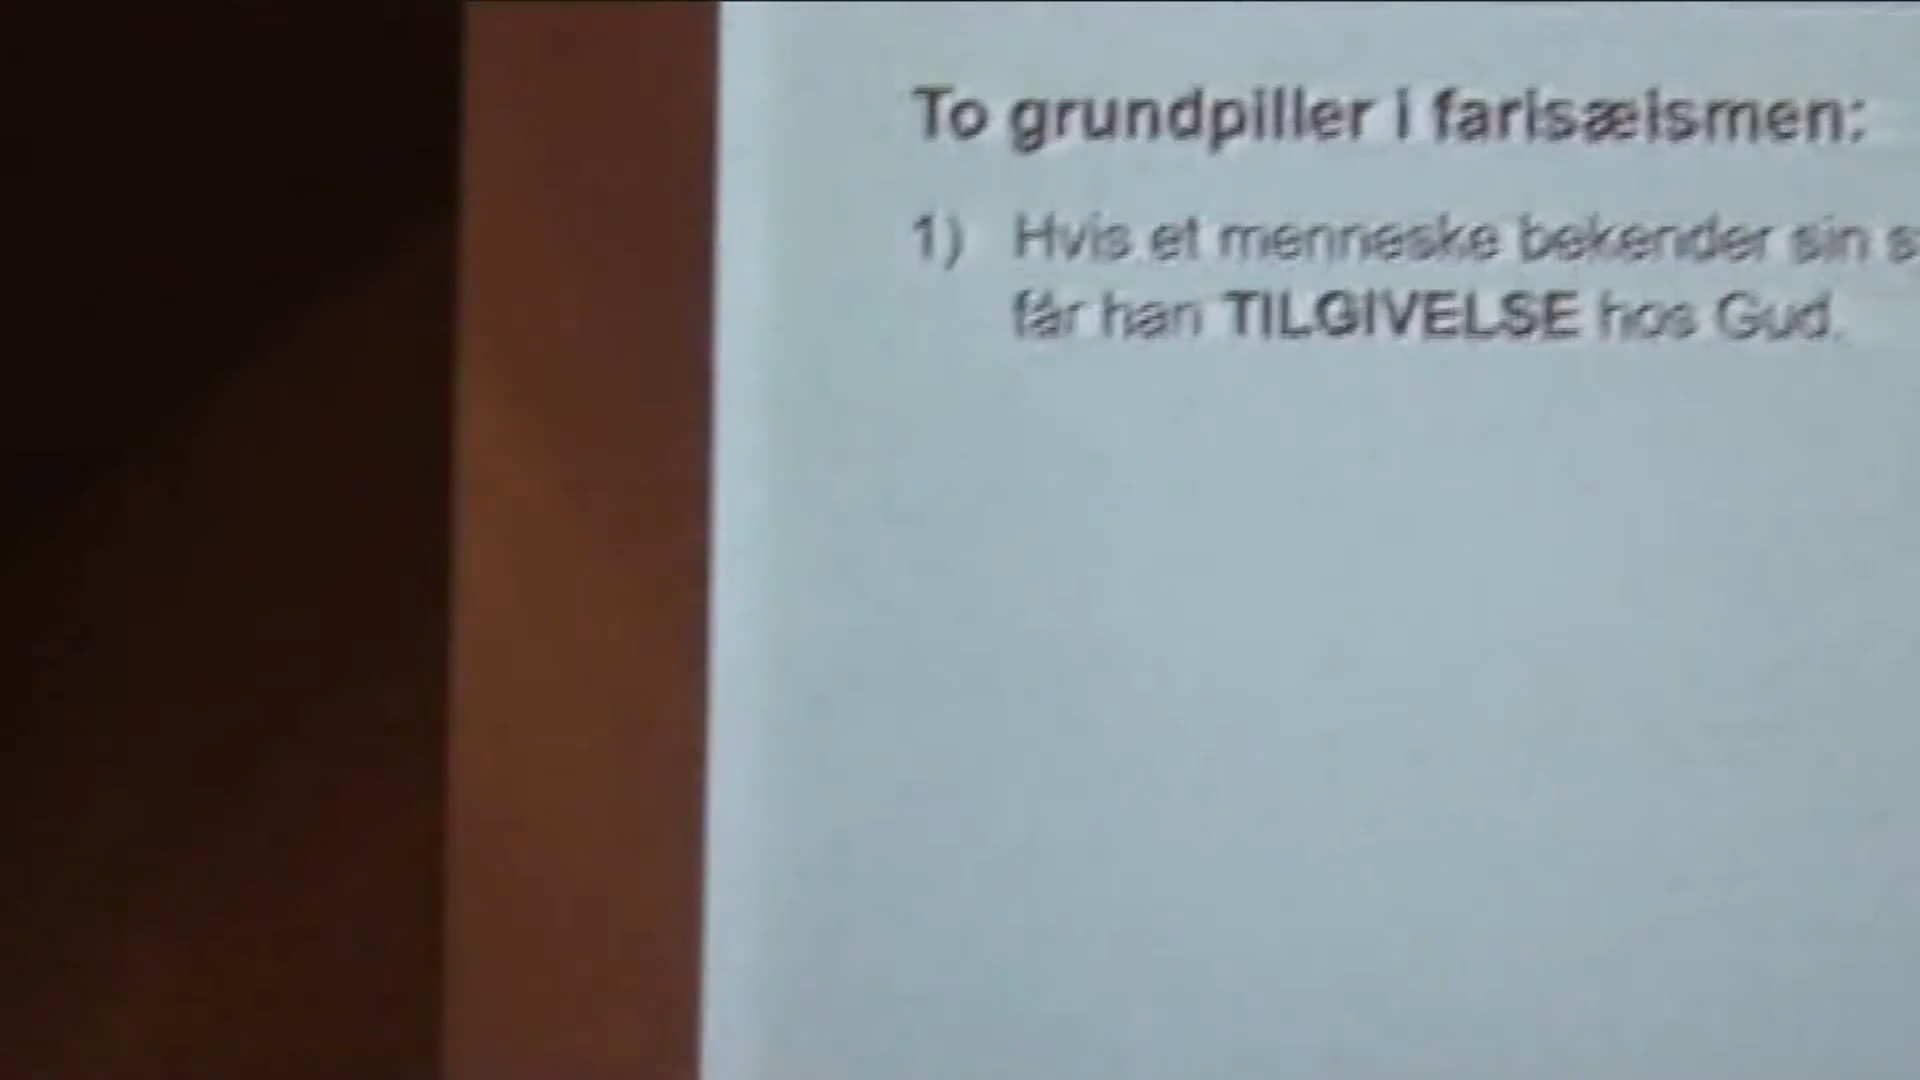 To grundpiller i farisæismen:
1) Hvis et menneske bekender sin
får han TILGIVELSE hos Gud.